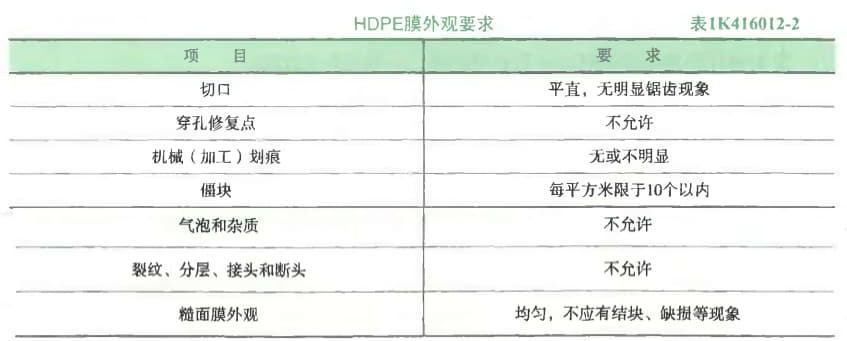 HDPE膜外观要求 表1K416012-2
项 目 要 求
切口 平直，无明显锯齿现象
穿孔修复点 不允许
机械（加工）划痕 无或不明显
僵块 每平方米限于10个以内
气泡和杂质 不允许
裂纹、分层、接头和断头 不允许
糙面膜外观 均匀，不应有结块、缺损等现象